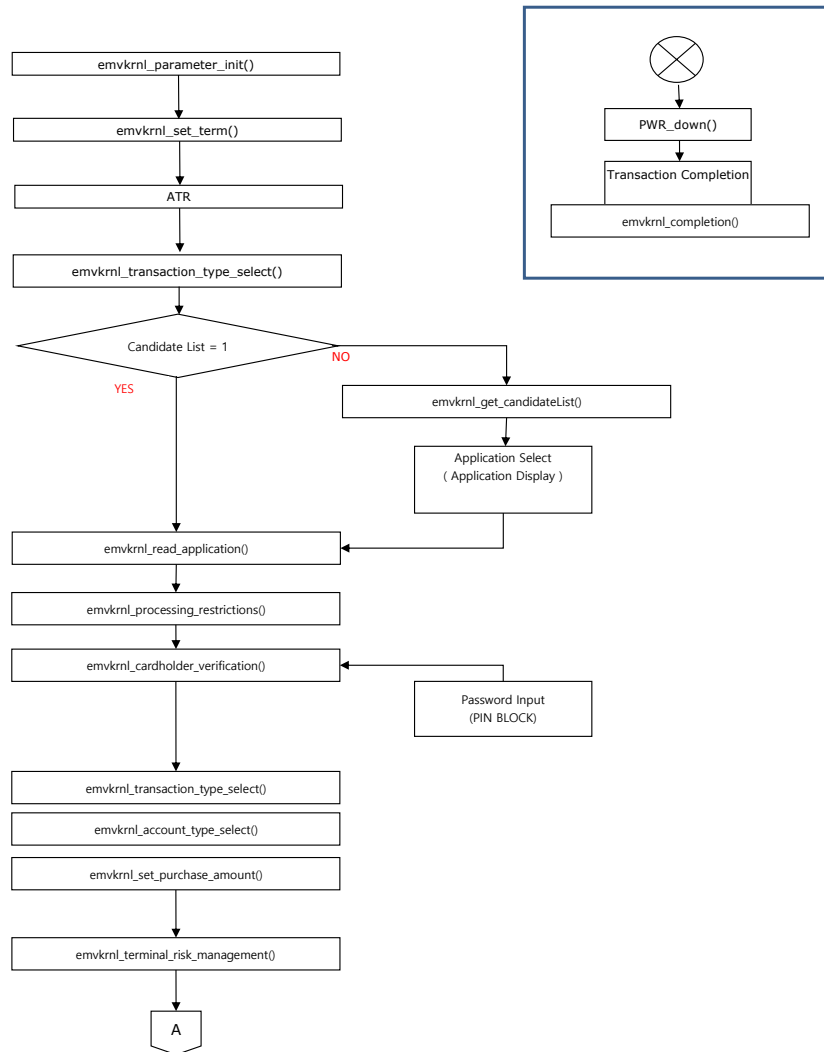 emvkrnl_parameter_init()
emvkrnl_set_term()
ATR
emvkrnl_transaction_type_select()
Candidate List = 1
NO
YES
emvkrnl_get_candidateList()
Application Select
( Application Display )
emvkrnl_read_application()
emvkrnl_processing_restrictions()
emvkrnl_cardholder_verification()
Password Input
(PIN BLOCK)
emvkrnl_transaction_type_select()
emvkrnl_account_type_select()
emvkrnl_set_purchase_amount()
emvkrnl_terminal_risk_management()
A
PWR_down()
Transaction Completion
emvkrnl_completion()